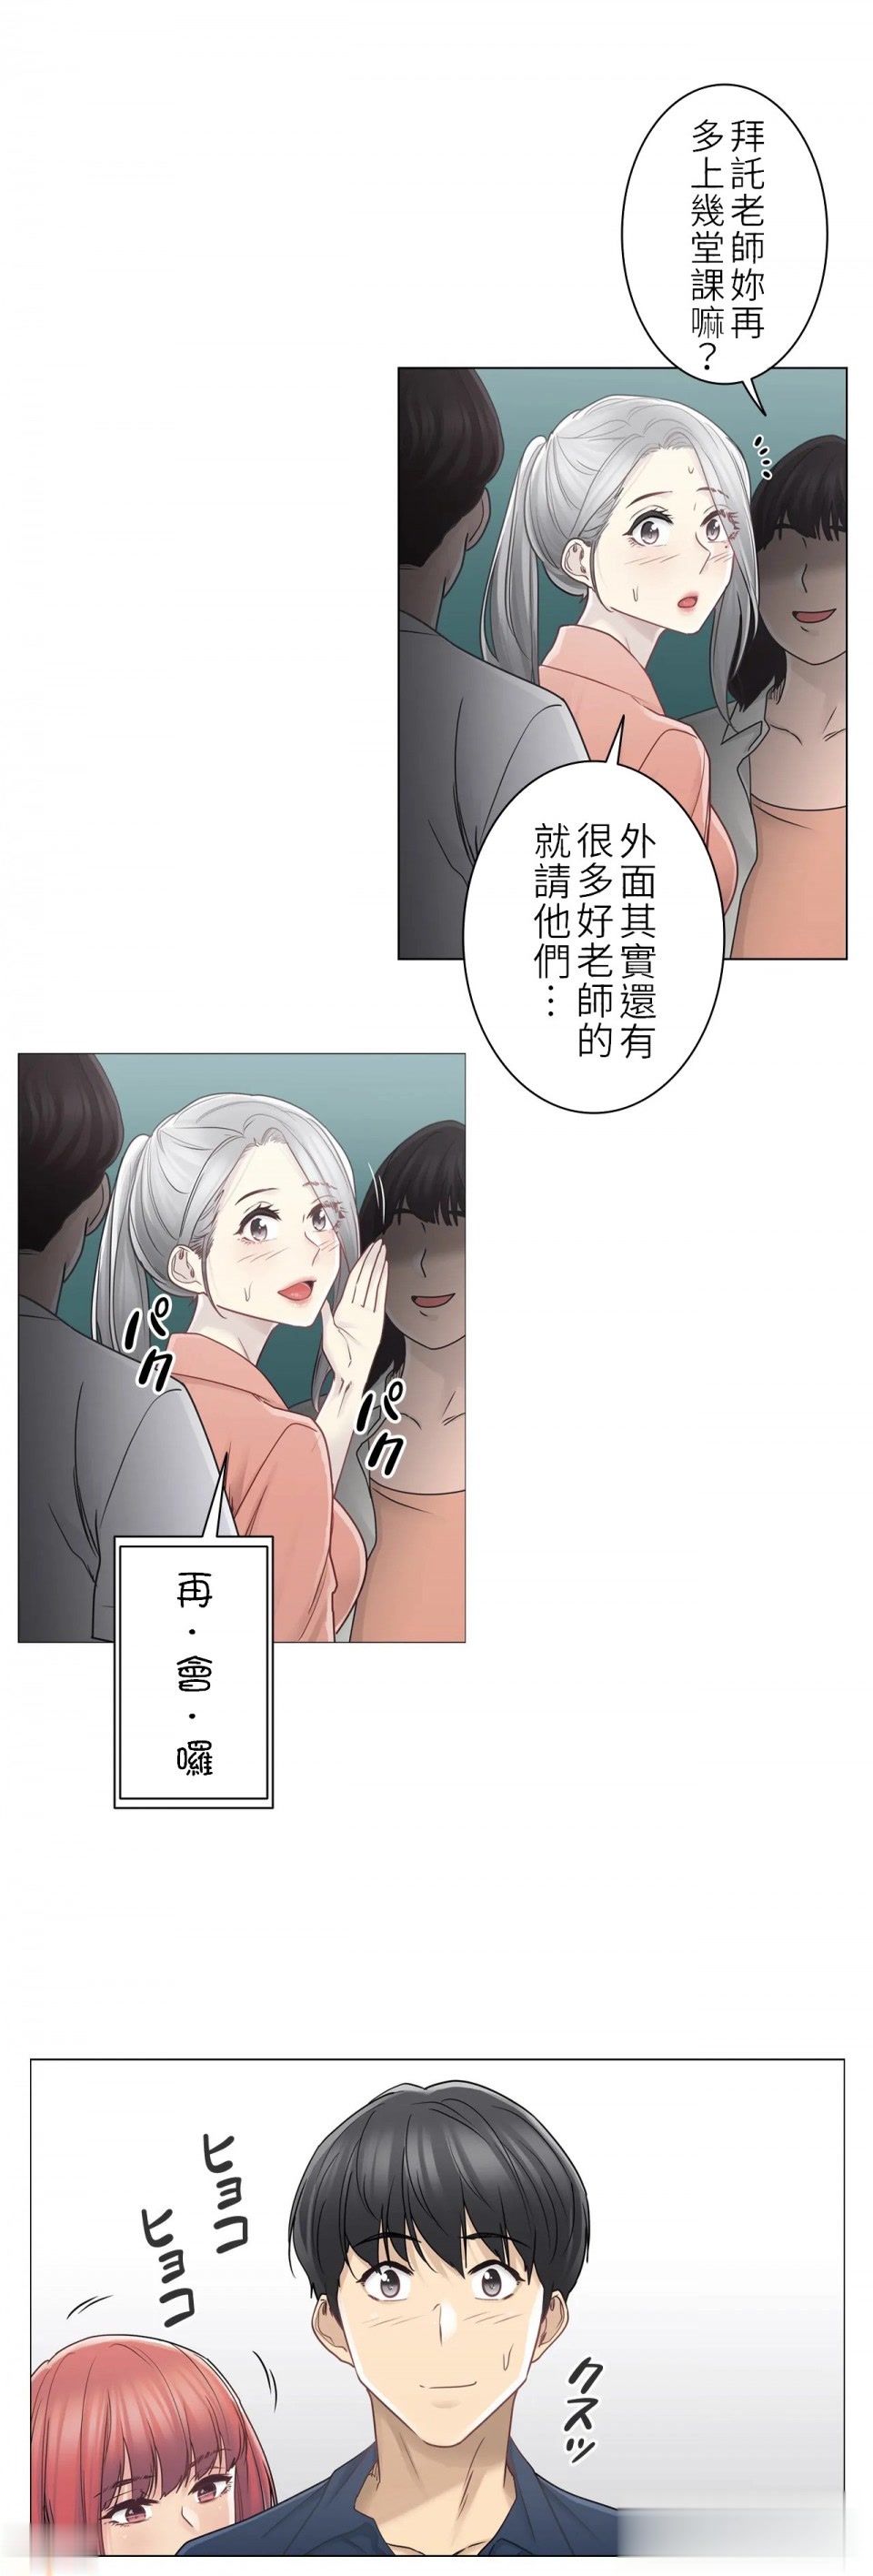 拜託老師妳再
多上幾堂課嘛？
外面其實還有
很多好老師的
就請他們…
パク
パク
再·會·囉
ヒョコ
ヒョコ
クスッ